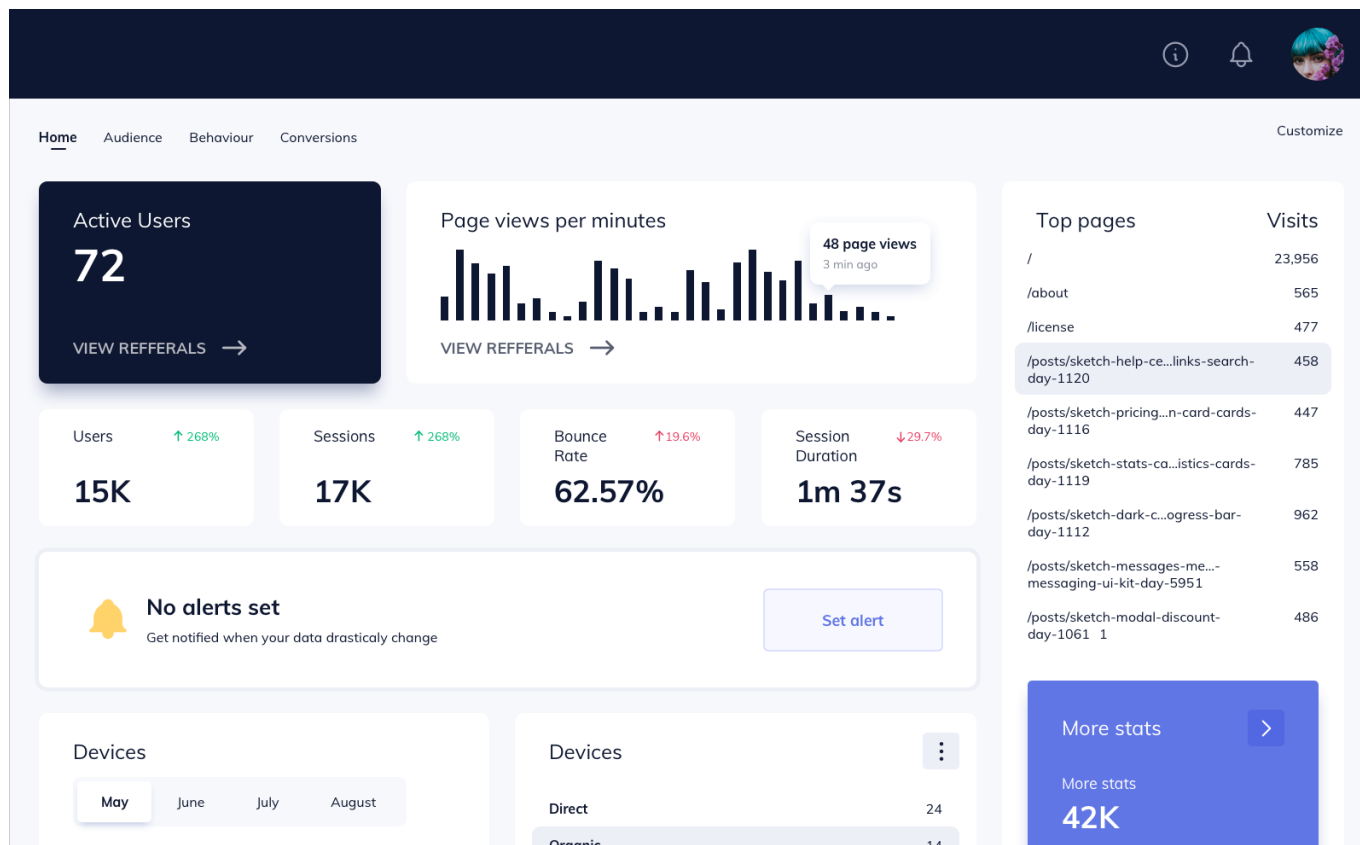 Home Audience Behaviour Conversions Customize
Active Users
72
VIEW REFFERALS
Page views per minutes
48 page views
3 min ago
VIEW REFFERALS
Users 268%
15K
Sessions 268%
17K
Bounce Rate 19.6%
62.57%
Session Duration 29.7%
1m 37s
No alerts set
Get notified when your data drasticaly change
Set alert
Devices
May June July August
Devices
Direct 24
Organic 14
Top pages Visits
/ 23,956
/about 565
/license 477
/posts/sketch-help-ce...links-search- 458
day-1120
/posts/sketch-pricing...n-card-cards- 447
day-1116
/posts/sketch-stats-ca...istics-cards- 785
day-1119
/posts/sketch-dark-c...ogress-bar- 962
day-1112
/posts/sketch-messages-me...- 558
messaging-ui-kit-day-5951
/posts/sketch-modal-discount- 486
day-1061 1
More stats
More stats
42K